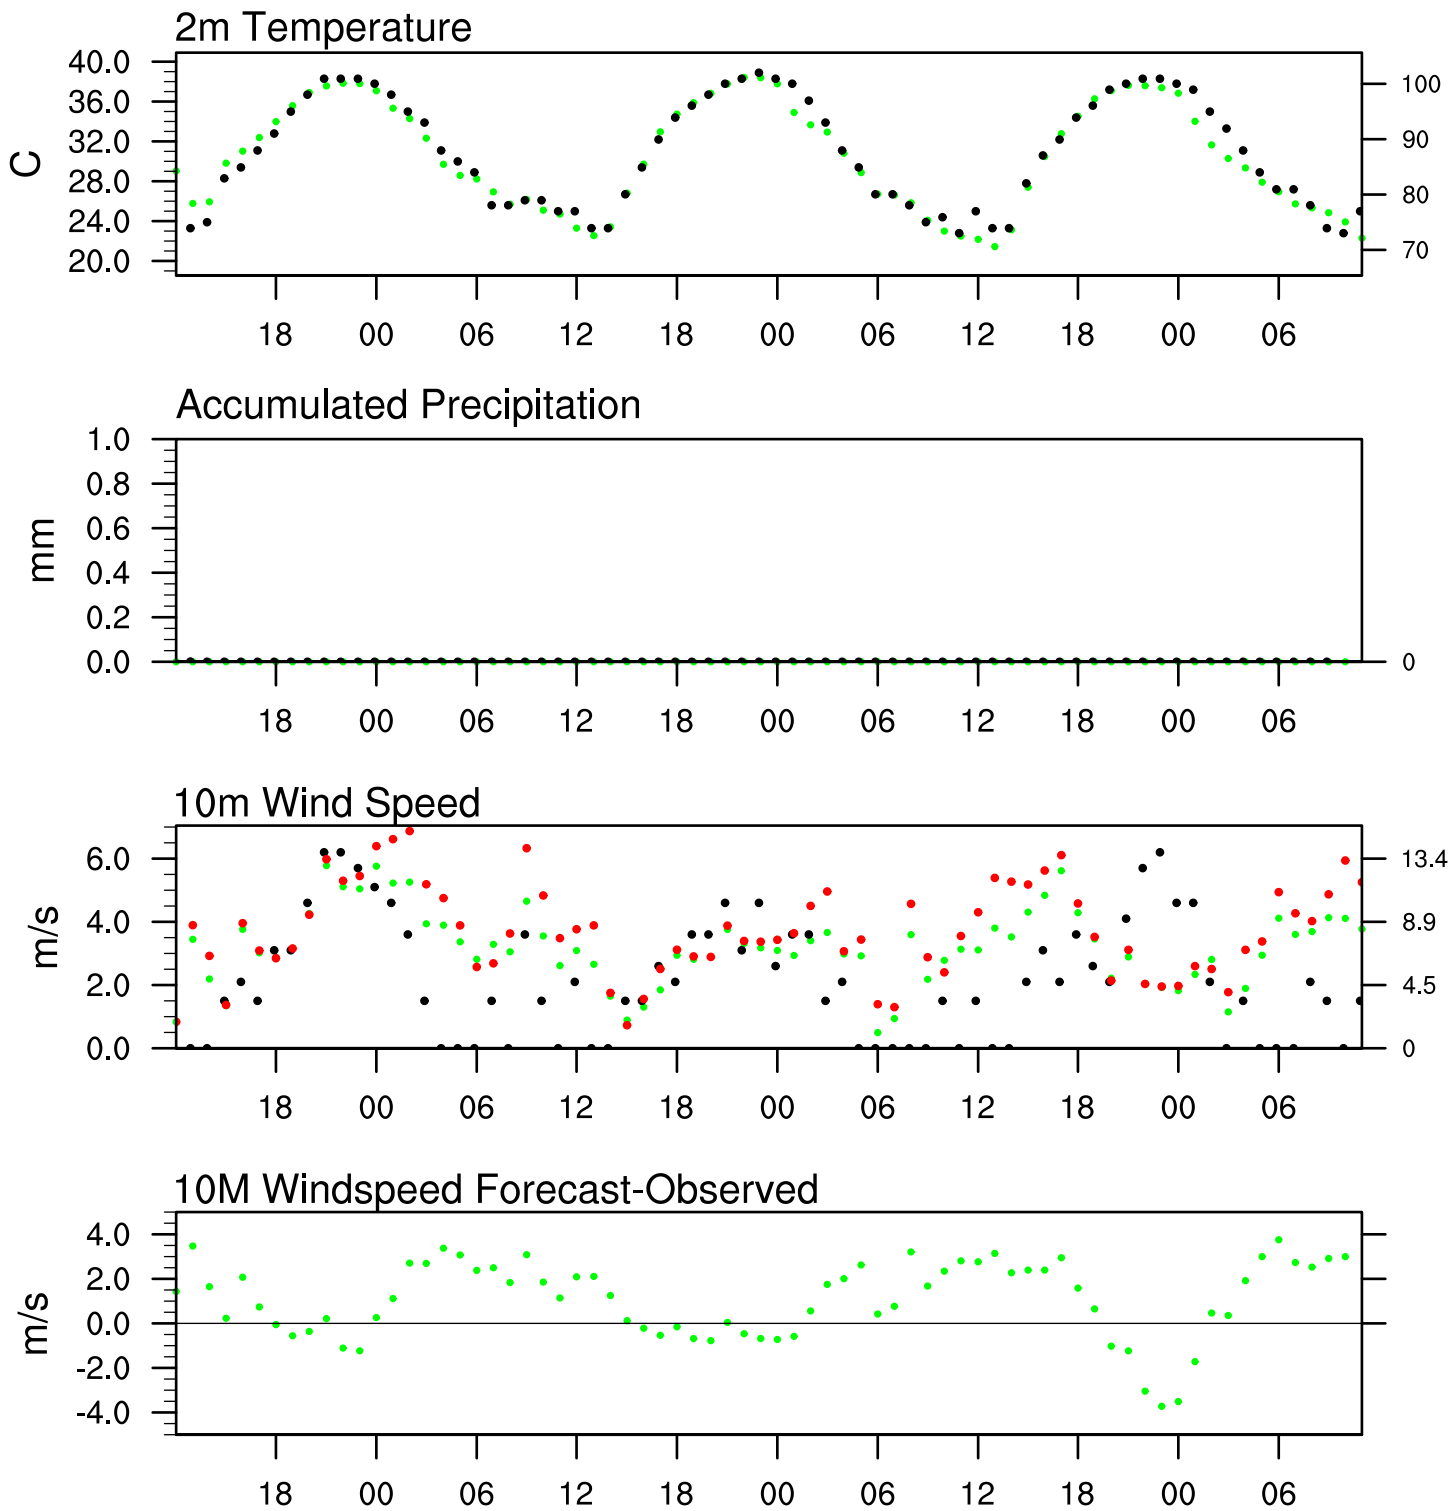 2m Temperature
40.0
36.0
32.0
28.0
24.0
20.0
C
100
90
80
70
18 00 06 12 18 00 06 12 18 00 06
Accumulated Precipitation
1.0
0.8
0.6
0.4
0.2
0.0
mm
0
18 00 06 12 18 00 06 12 18 00 06
10m Wind Speed
6.0
4.0
2.0
0.0
m/s
13.4
8.9
4.5
0
18 00 06 12 18 00 06 12 18 00 06
10M Windspeed Forecast-Observed
4.0
2.0
0.0
-2.0
-4.0
m/s
18 00 06 12 18 00 06 12 18 00 06